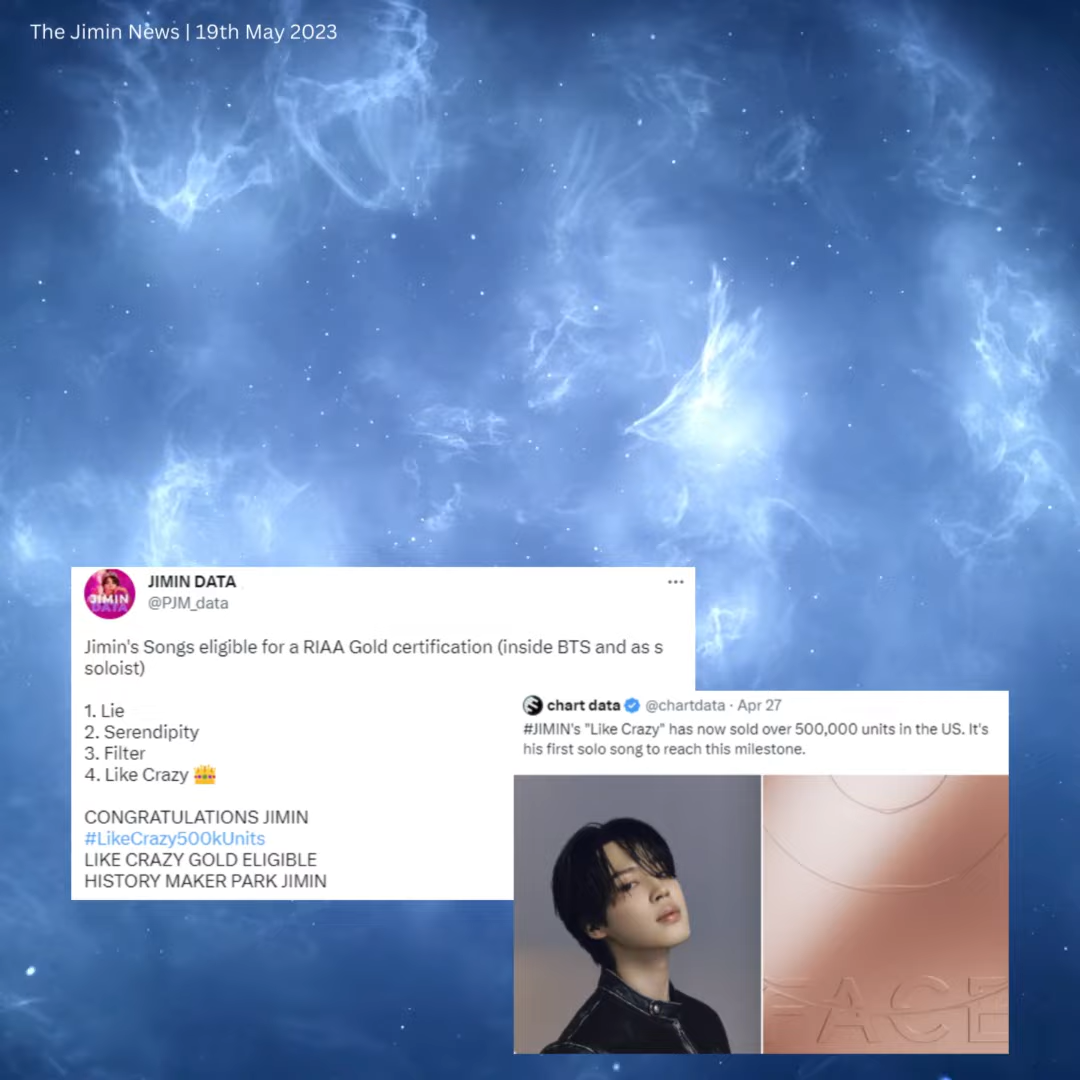 The Jimin News | 19th May 2023
JIMIN DATA
@PJM_data
Jimin's Songs eligible for a RIAA Gold certification (inside BTS and as s
soloist)
1. Lie
2. Serendipity
3. Filter
4. Like Crazy 👑
CONGRATULATIONS JIMIN
#LikeCrazy500kUnits
LIKE CRAZY GOLD ELIGIBLE
HISTORY MAKER PARK JIMIN
chart data @chartdata · Apr 27
#JIMIN's "Like Crazy" has now sold over 500,000 units in the US. It's
his first solo song to reach this milestone.
FACE